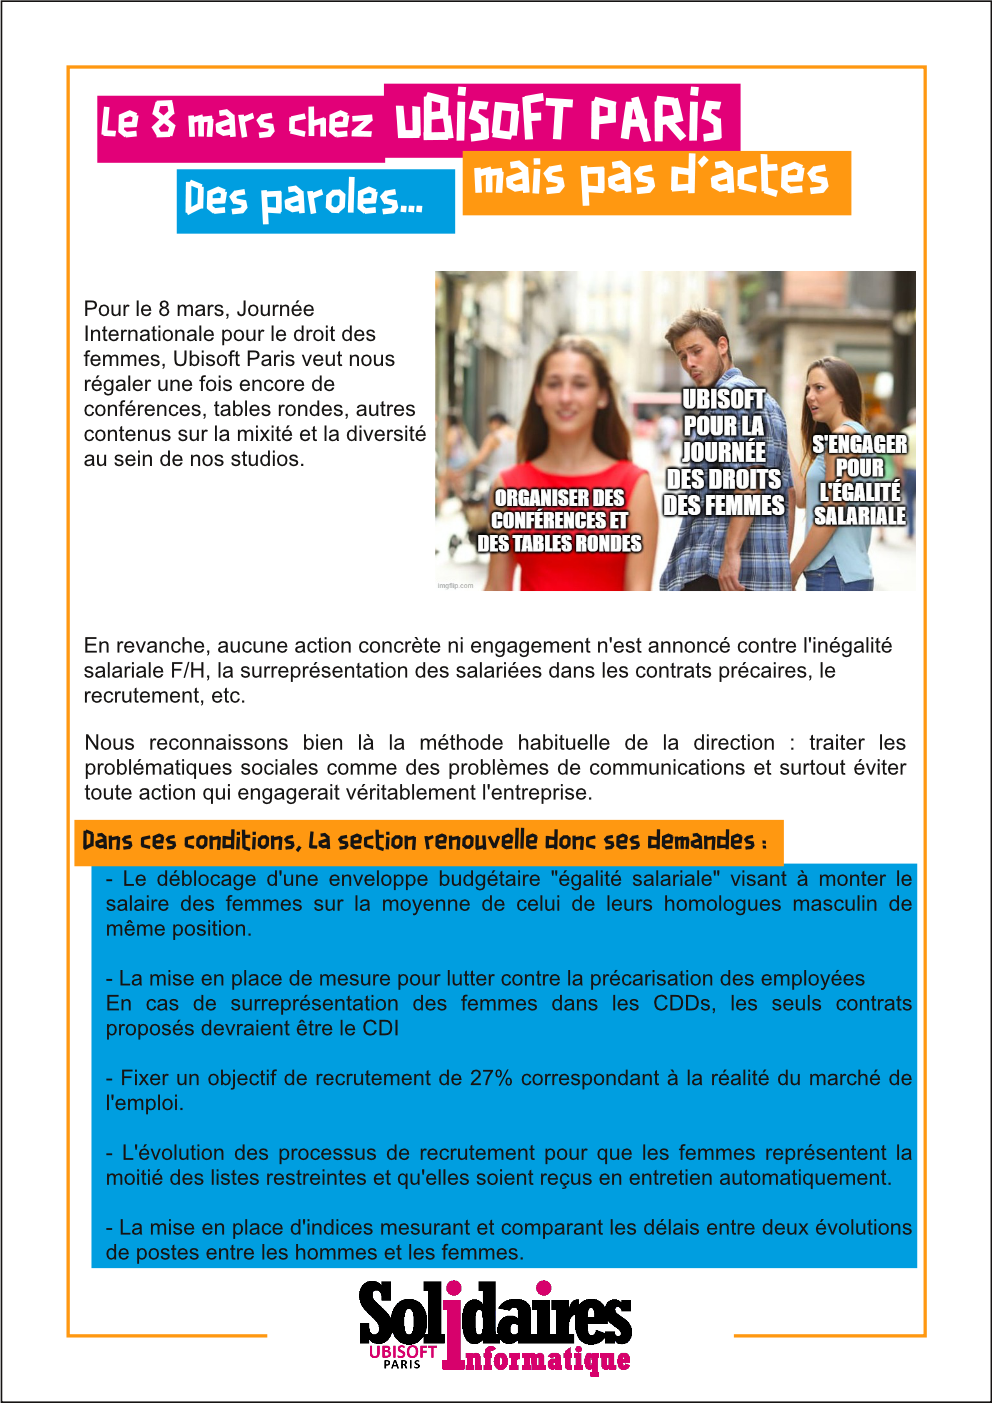 Le 8 mars chez UBISOFT PARIS
Des paroles... mais pas d'actes
Pour le 8 mars, Journée
Internationale pour le droit des
femmes, Ubisoft Paris veut nous
régaler une fois encore de
conférences, tables rondes, autres
contenus sur la mixité et la diversité
au sein de nos studios.
ORGANISER DES
CONFÉRENCES ET
DES TABLES RONDES
UBISOFT
POUR LA
JOURNÉE
DES DROITS
DES FEMMES
S'ENGAGER
POUR
L'ÉGALITÉ
SALARIALE
imgflip.com
En revanche, aucune action concrète ni engagement n'est annoncé contre l'inégalité
salariale F/H, la surreprésentation des salariées dans les contrats précaires, le
recrutement, etc.
Nous reconnaissons bien là la méthode habituelle de la direction : traiter les
problématiques sociales comme des problèmes de communications et surtout éviter
toute action qui engagerait véritablement l'entreprise.
Dans ces conditions, La section renouvelle donc ses demandes :
- Le déblocage d'une enveloppe budgétaire "égalité salariale" visant à monter le
salaire des femmes sur la moyenne de celui de leurs homologues masculin de
même position.
- La mise en place de mesure pour lutter contre la précarisation des employées
En cas de surreprésentation des femmes dans les CDDs, les seuls contrats
proposés devraient être le CDI
- Fixer un objectif de recrutement de 27% correspondant à la réalité du marché de
l'emploi.
- L'évolution des processus de recrutement pour que les femmes représentent la
moitié des listes restreintes et qu'elles soient reçus en entretien automatiquement.
- La mise en place d'indices mesurant et comparant les délais entre deux évolutions
de postes entre les hommes et les femmes.
Solidaires
UBISOFT
PARIS
Informatique